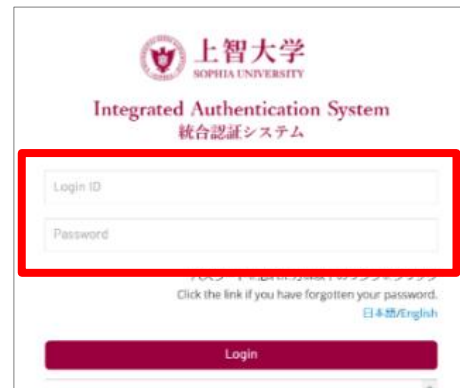 上智大学
SOPHIA UNIVERSITY
Integrated Authentication System
統合認証システム
Login ID
Password
Click the link if you have forgotten your password.
日本語/English
Login